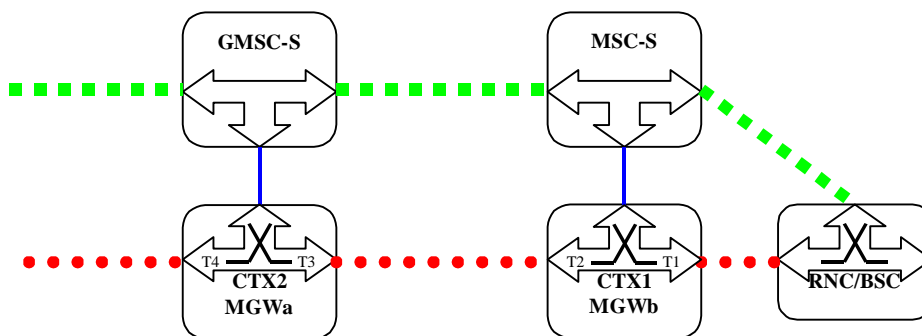 GMSC-S
MSC-S
T4
T3
CTX2
MGWa
T2
T1
CTX1
MGWb
RNC/BSC